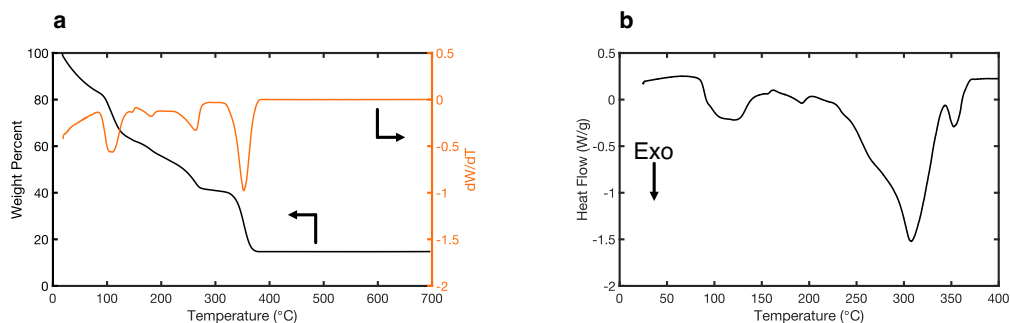 a
100
80
60
40
20
0
Weight Percent
0 100 200 300 400 500 600 700
Temperature (°C)
0.5
0
-0.5
-1
-1.5
-2
dW/dT
b
0.5
0
-0.5
-1
-1.5
-2
Heat Flow (W/g)
Exo
0 50 100 150 200 250 300 350 400
Temperature (°C)